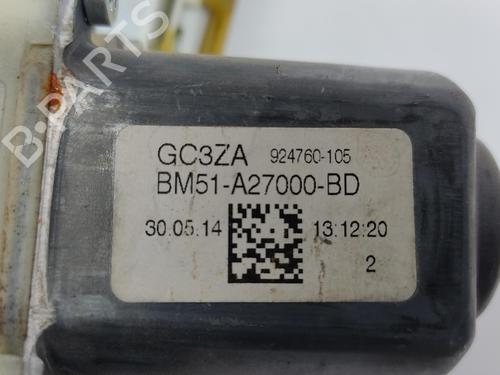 B-PARTS
GC3ZA 924760-105
BM51-A27000-BD
30.05.14 13:12:20
2